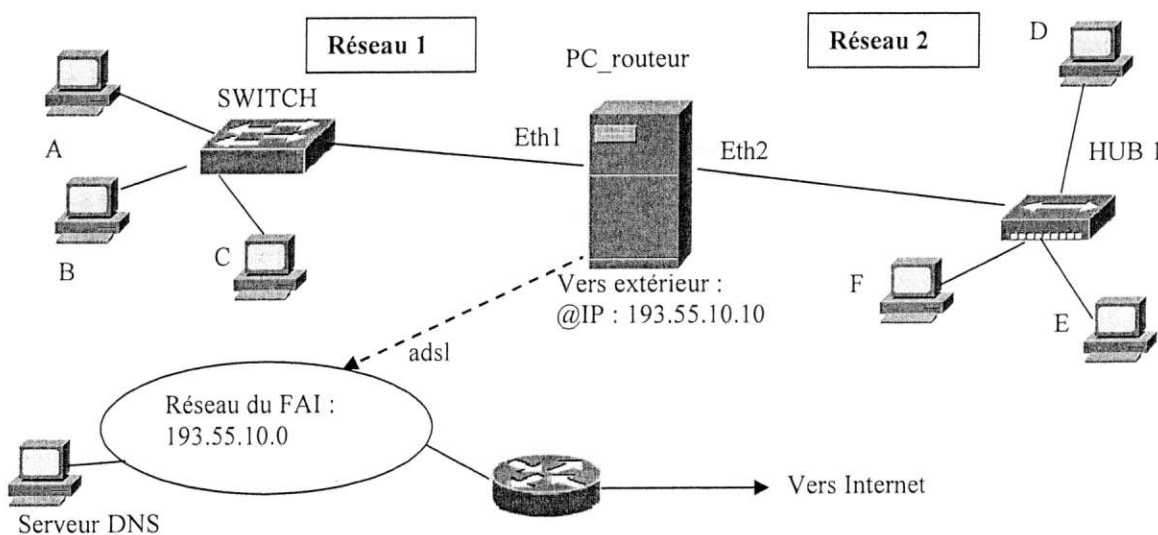 Réseau 1
Réseau 2
D
PC_routeur
SWITCH
A
Eth1
Eth2
HUB 1
B
C
Vers extérieur :
@IP : 193.55.10.10
F
E
adsl
Réseau du FAI :
193.55.10.0
Vers Internet
Serveur DNS